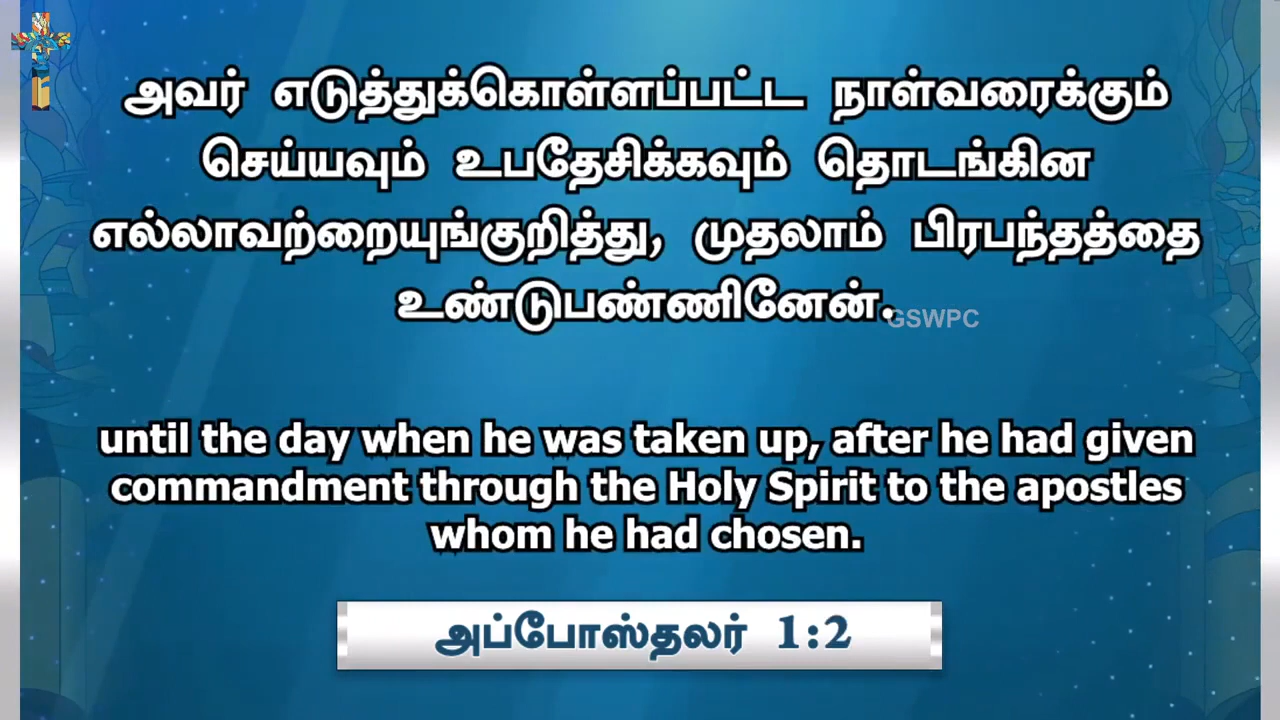 அவர் எடுத்துக்கொள்ளப்பட்ட நாள்வரைக்கும்
செய்யவும் உபதேசிக்கவும் தொடங்கின
எல்லாவற்றையுங்குறித்து, முதலாம் பிரபந்தத்தை
உண்டுபண்ணினேன்.
GSWPC
until the day when he was taken up, after he had given
commandment through the Holy Spirit to the apostles
whom he had chosen.
அப்போஸ்தலர் 1:2